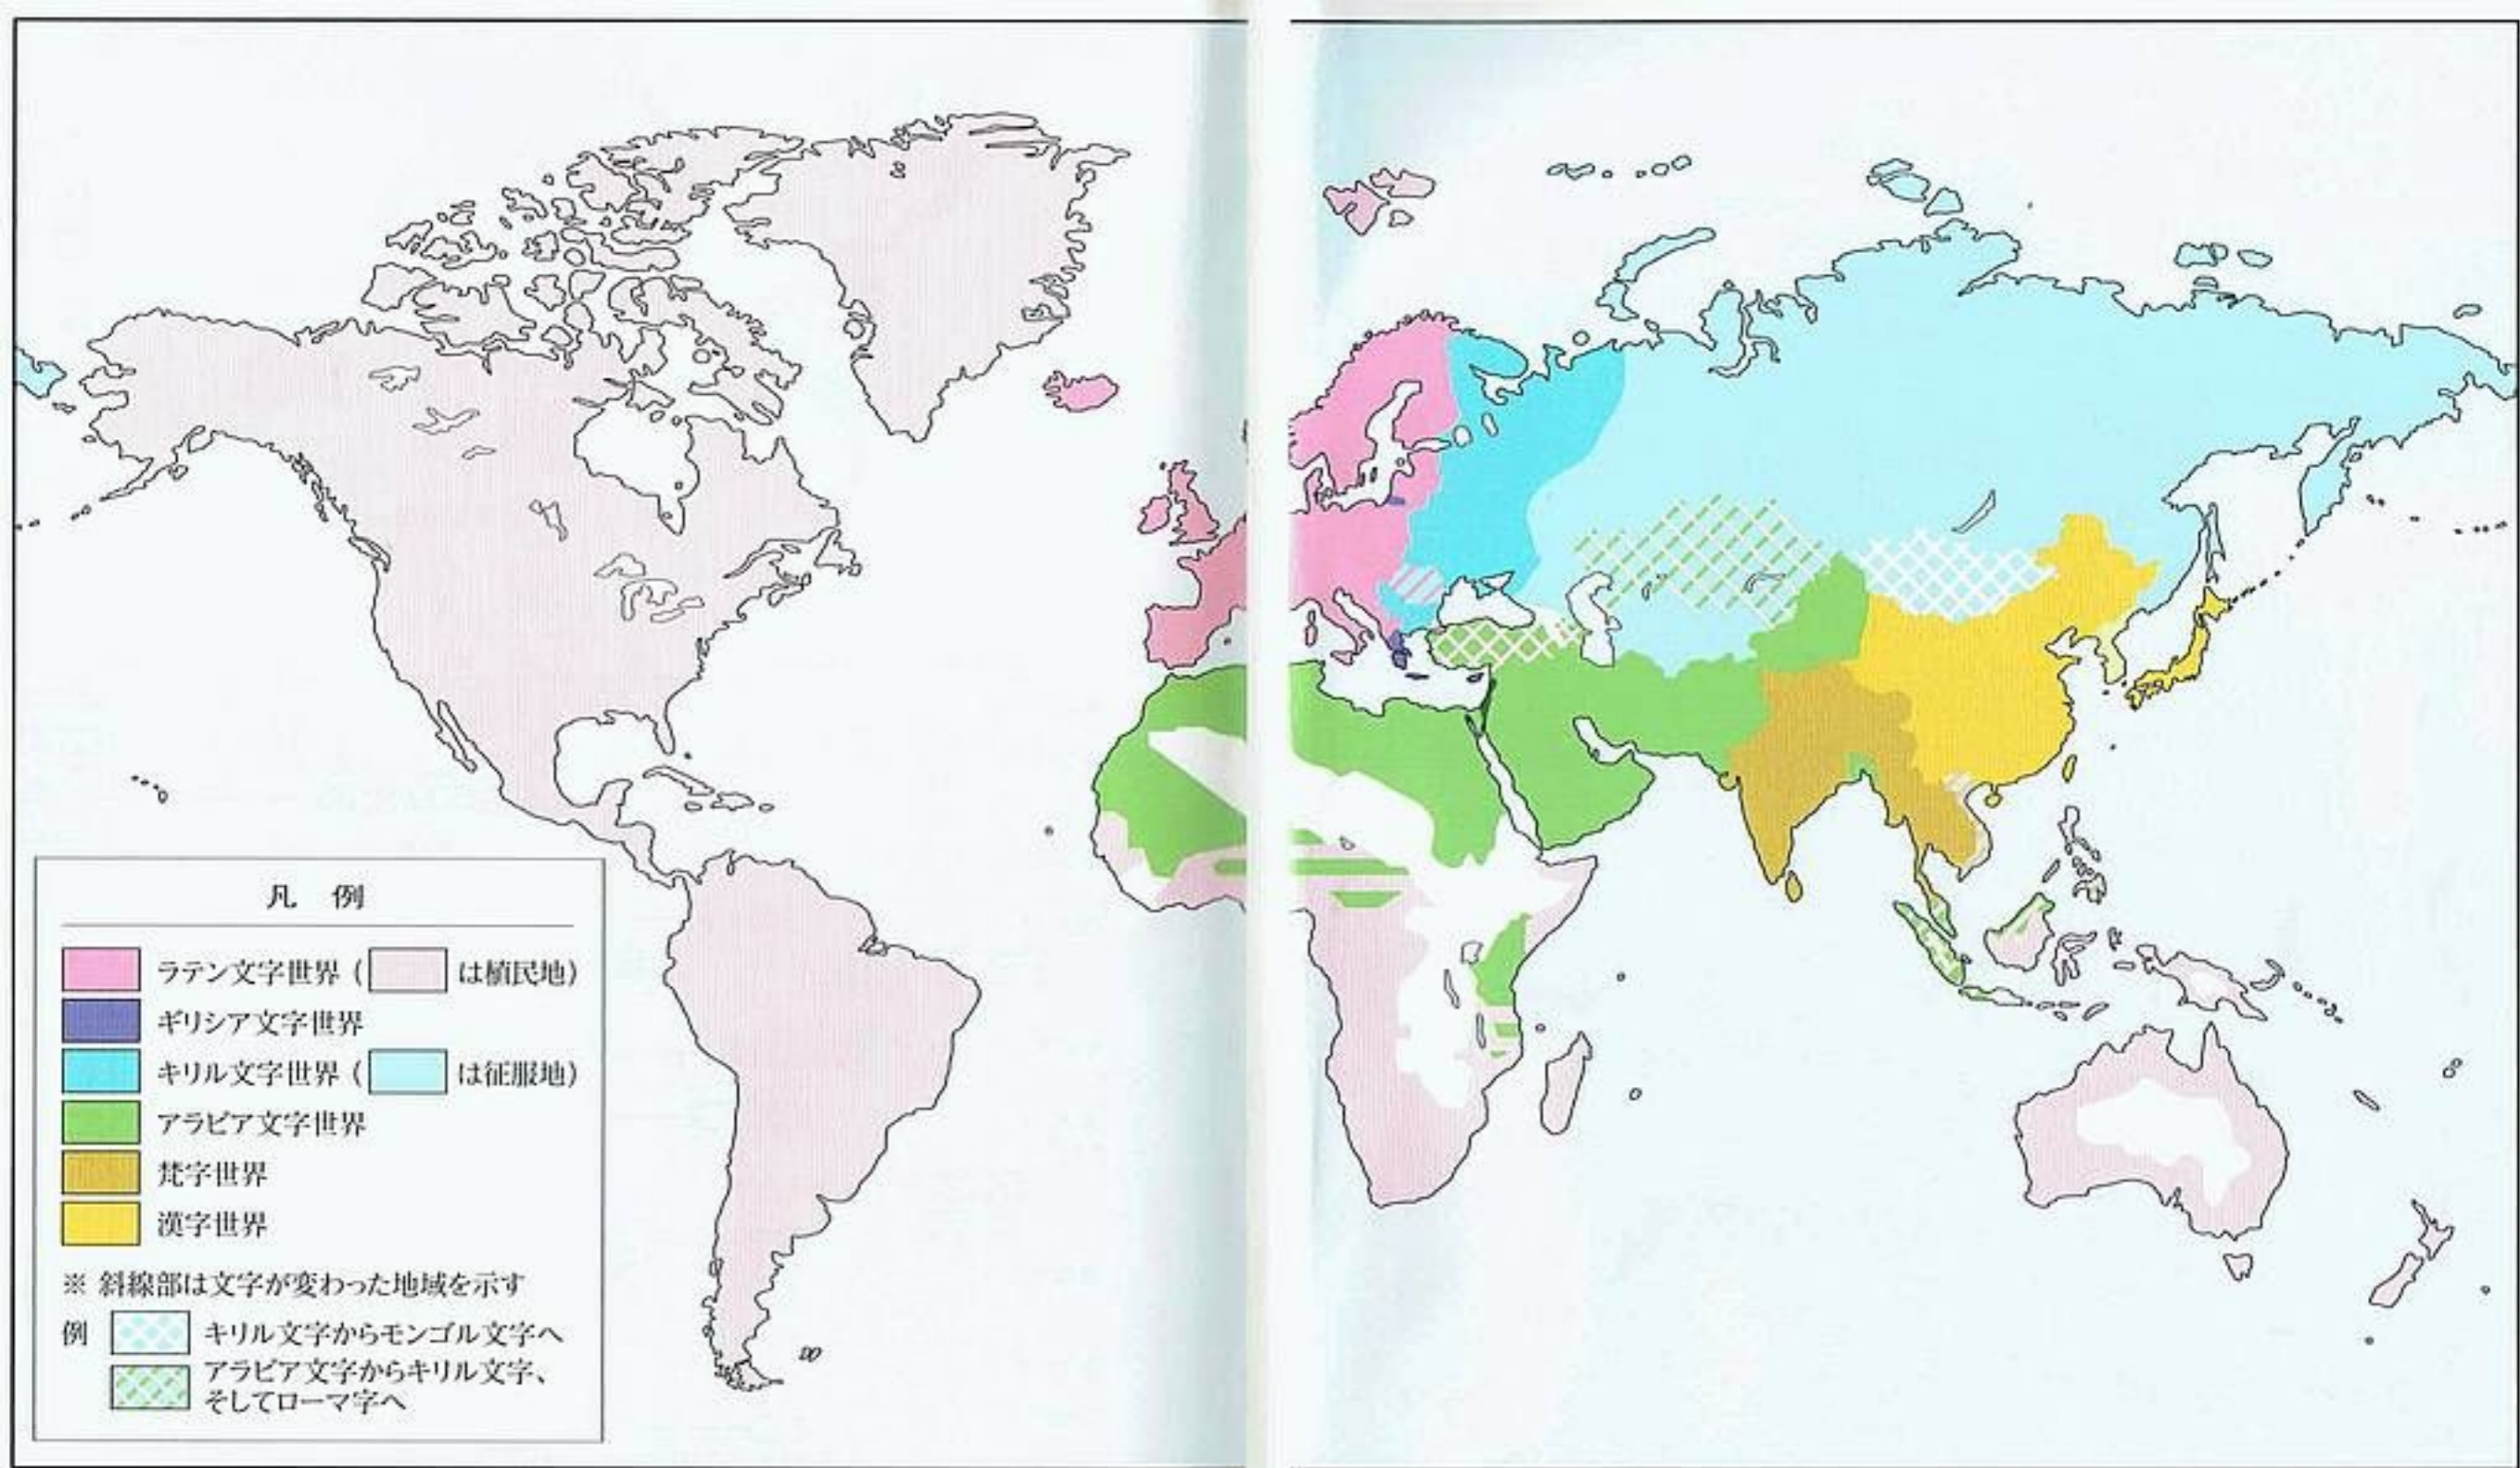 凡 例
ラテン文字世界 ( は植民地)
ギリシア文字世界
キリル文字世界 ( は征服地)
アラビア文字世界
梵字世界
漢字世界
※ 斜線部は文字が変わった地域を示す
例 キリル文字からモンゴル文字へ
アラビア文字からキリル文字、
そしてローマ字へ